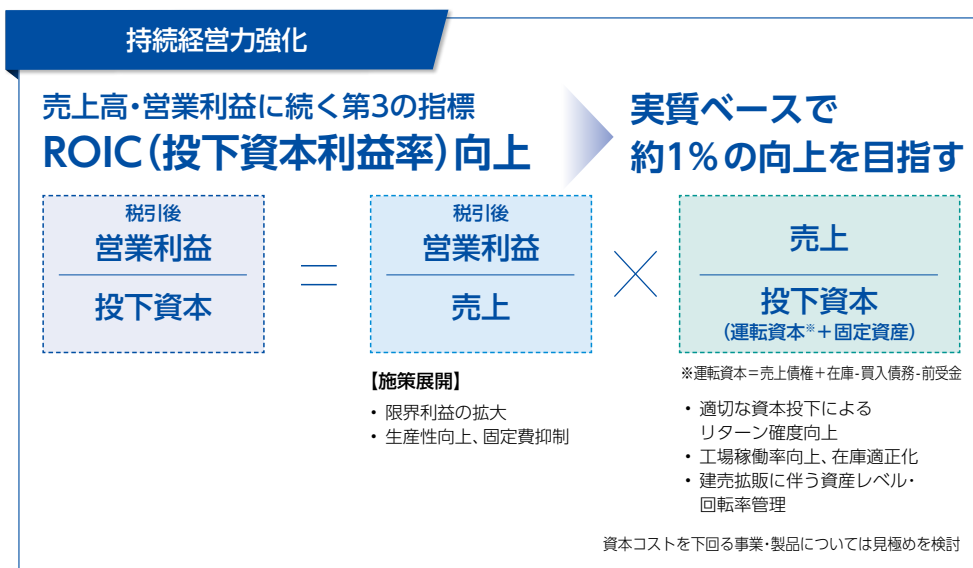 持続経営力強化
売上高・営業利益に続く第3の指標
ROIC(投下資本利益率)向上
実質ベースで
約1%の向上を目指す
税引後
営業利益
投下資本
=
税引後
営業利益
売上
×
売上
投下資本
(運転資本※+固定資産)
※運転資本=売上債権+在庫-買入債務-前受金
【施策展開】
・限界利益の拡大
・生産性向上、固定費抑制
・適切な資本投下による
リターン確度向上
・工場稼働率向上、在庫適正化
・建売拡販に伴う資産レベル・
回転率管理
資本コストを下回る事業・製品については見極めを検討